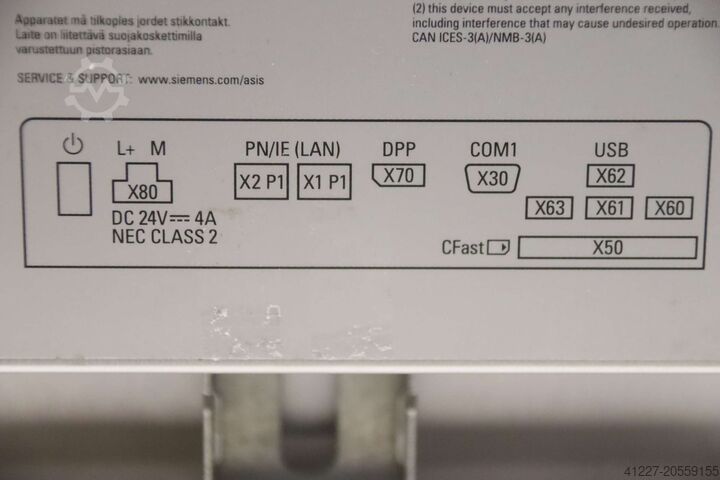 Apparatet må tilkoples jordet stikkontakt.
Laite on liitettävä suojakoskettimilla
varustettuun pistorasiaan.
SERVICE & SUPPORT: www.siemens.com/asis
(2) this device must accept any interference received,
including interference that may cause undesired operation.
CAN ICES-3(A)/NMB-3(A)
L+ M
PN/IE (LAN)
DPP
COM1
USB
X80
X2 P1
X1 P1
X70
X30
X62
X63
X61
X60
DC 24V⎓ 4A
NEC CLASS 2
CFast
X50
41227-20559155